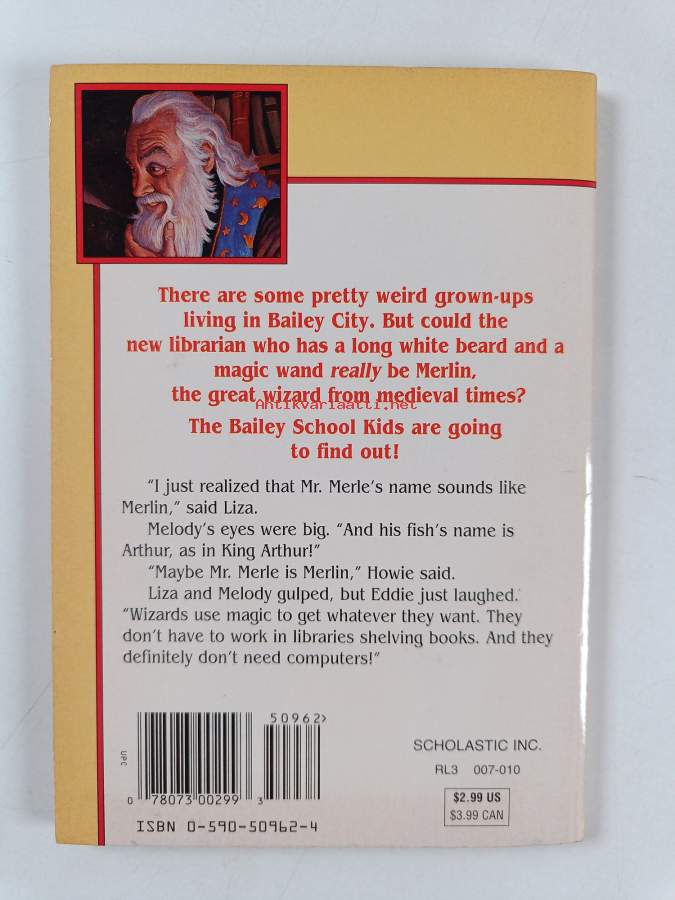 There are some pretty weird grown-ups
living in Bailey City. But could the
new librarian who has a long white beard and a
magic wand really be Merlin,
the great wizard from medieval times?
Antikvariaatti.net
The Bailey School Kids are going
to find out!
“I just realized that Mr. Merle’s name sounds like
Merlin,” said Liza.
Melody’s eyes were big. “And his fish’s name is
Arthur, as in King Arthur!”
“Maybe Mr. Merle is Merlin,” Howie said.
Liza and Melody gulped, but Eddie just laughed.
“Wizards use magic to get whatever they want. They
don’t have to work in libraries shelving books. And they
definitely don’t need computers!”
50962>
UPC
0 78073 00299 3
ISBN 0-590-50962-4
SCHOLASTIC INC.
RL3 007-010
$2.99 US
$3.99 CAN